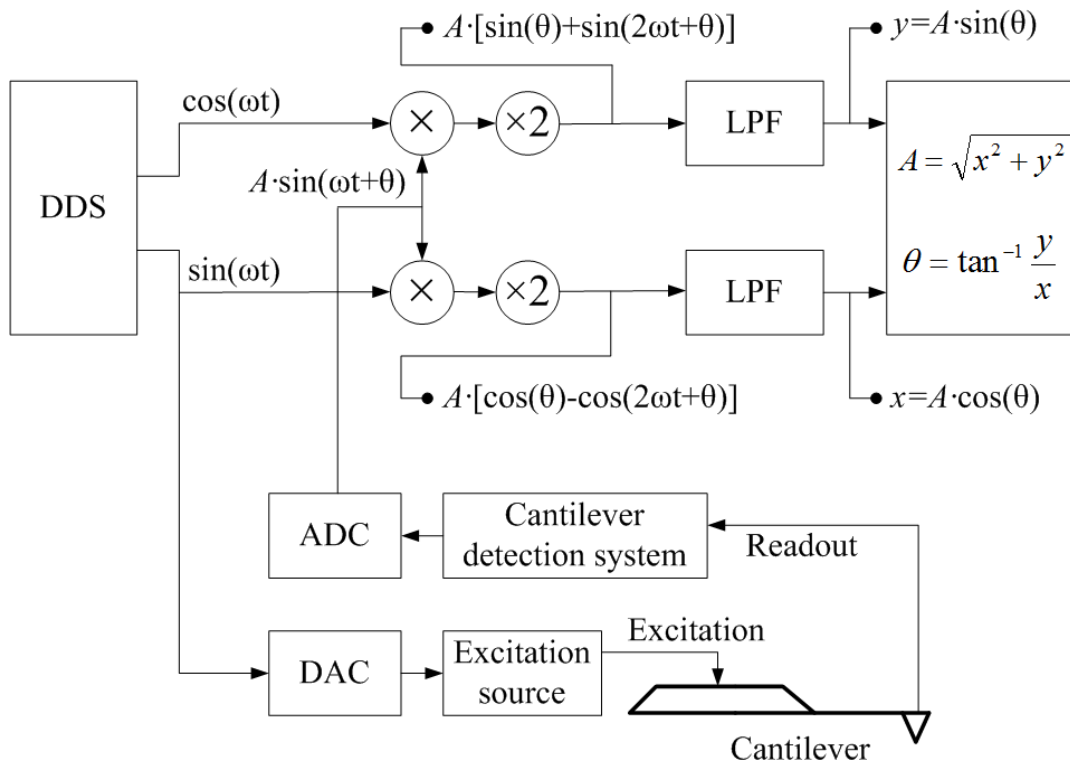 A·[sin(θ)+sin(2ωt+θ)]
y=A·sin(θ)
cos(ωt)
×
×2
LPF
A = √x² + y²
A·sin(ωt+θ)
DDS
θ = tan⁻¹ y/x
sin(ωt)
×
×2
LPF
A·[cos(θ)-cos(2ωt+θ)]
x=A·cos(θ)
ADC
Cantilever
detection system
Readout
DAC
Excitation
source
Excitation
Cantilever